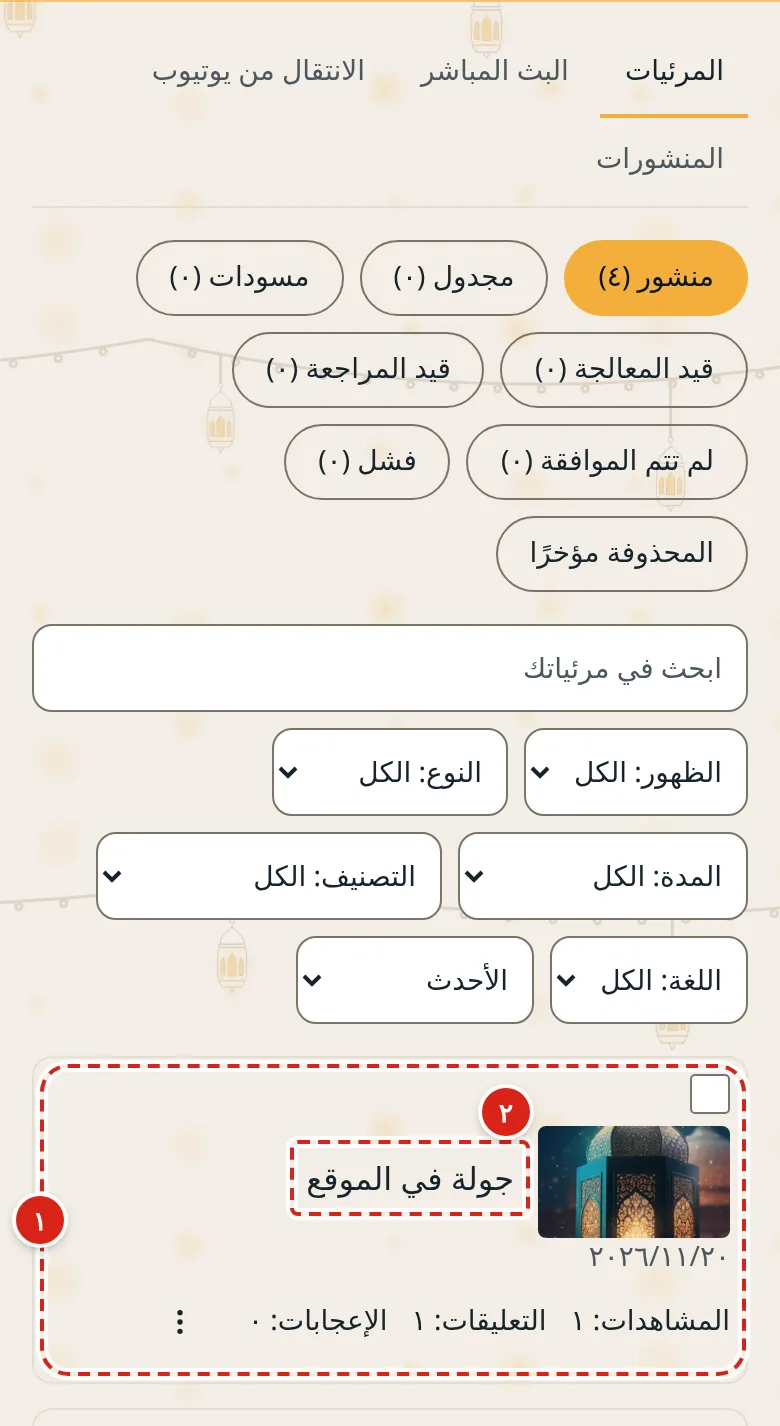 المرئيات البث المباشر الانتقال من يوتيوب
المنشورات
منشور (٤) مجدول (٠) مسودات (٠)
قيد المعالجة (٠) قيد المراجعة (٠)
لم تتم الموافقة (٠) فشل (٠)
المحذوفة مؤخرًا
ابحث في مرئياتك
الظهور: الكل النوع: الكل
المدة: الكل التصنيف: الكل
اللغة: الكل الأحدث
٢
جولة في الموقع
١
٢٠٢٦/١١/٢٠
المشاهدات: ١ التعليقات: ١ الإعجابات: ٠